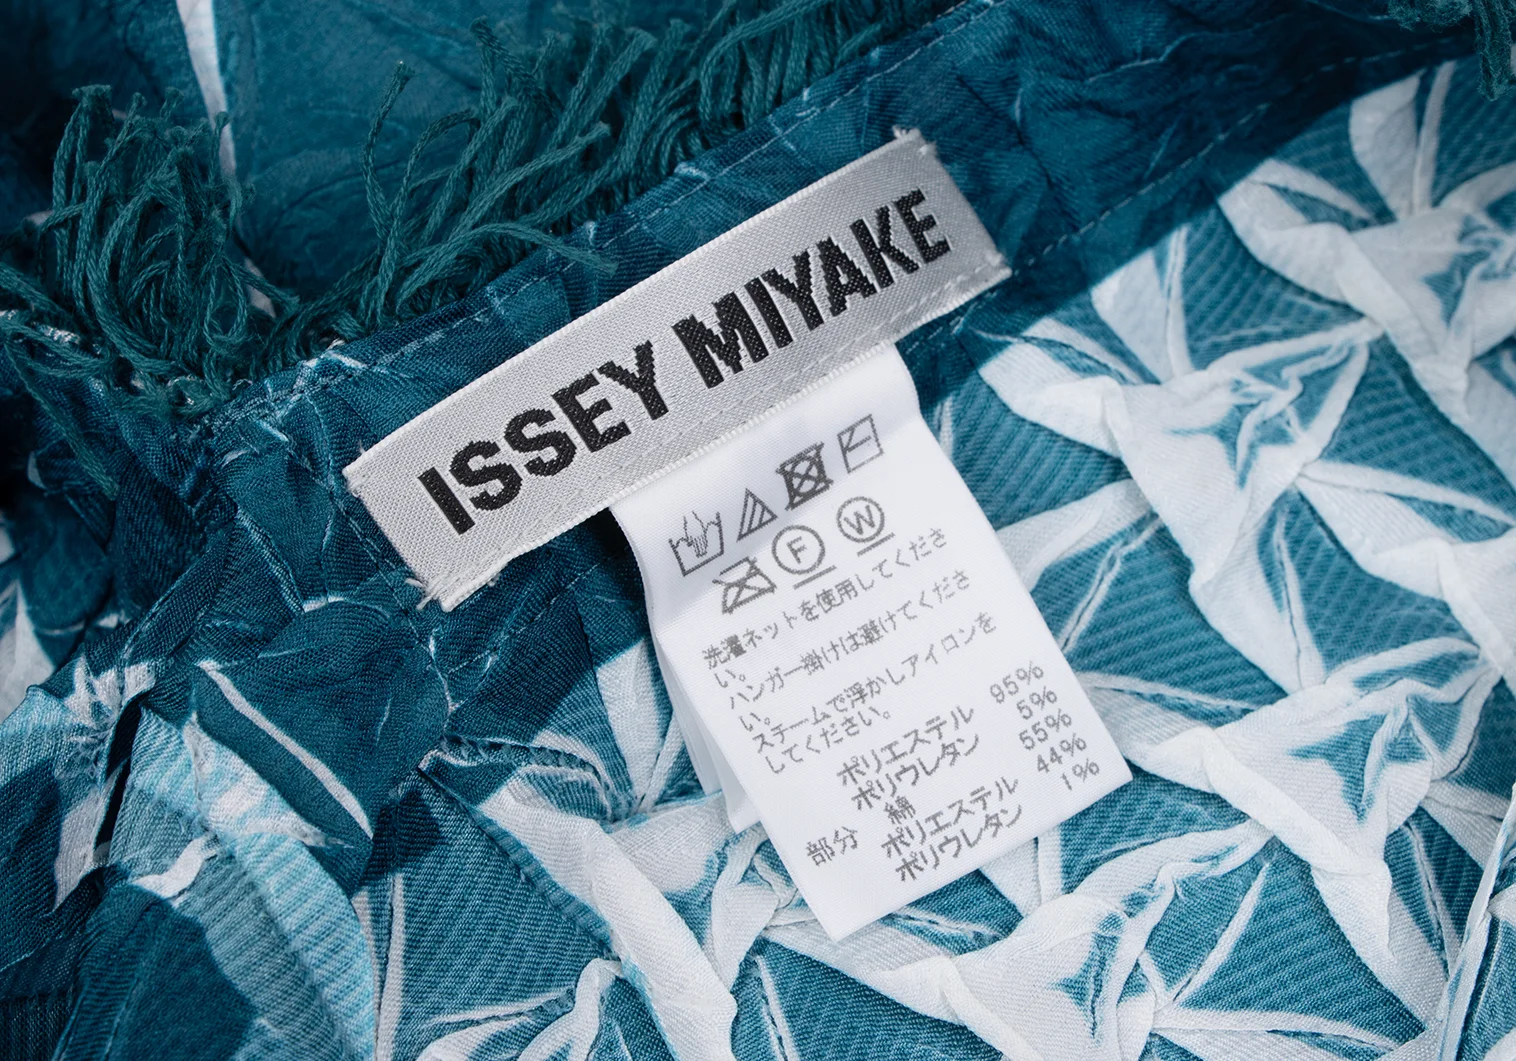 ISSEY MIYAKE
F W
洗濯ネットを使用してくださ
い。
ハンガー掛けは避けてくださ
い。
スチームで浮かしアイロンを
してください。
ポリエステル 95%
ポリウレタン 5%
綿 55%
部分 ポリエステル 44%
ポリウレタン 1%